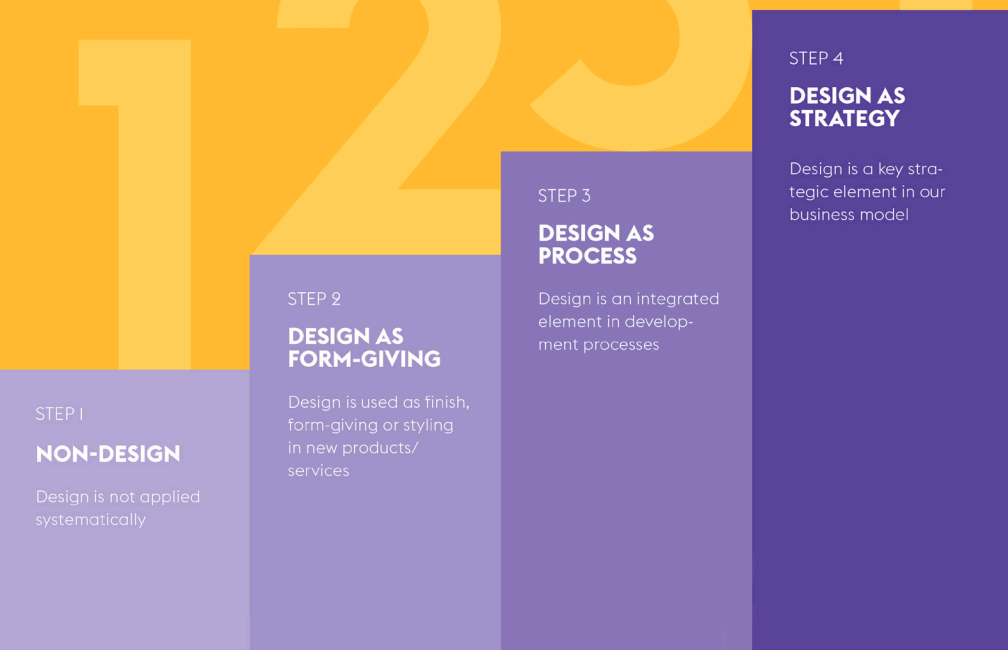 1
2
3
STEP 1
NON-DESIGN
Design is not applied
systematically
STEP 2
DESIGN AS
FORM-GIVING
Design is used as finish,
form-giving or styling
in new products/
services
STEP 3
DESIGN AS
PROCESS
Design is an integrated
element in develop-
ment processes
STEP 4
DESIGN AS
STRATEGY
Design is a key stra-
tegic element in our
business model